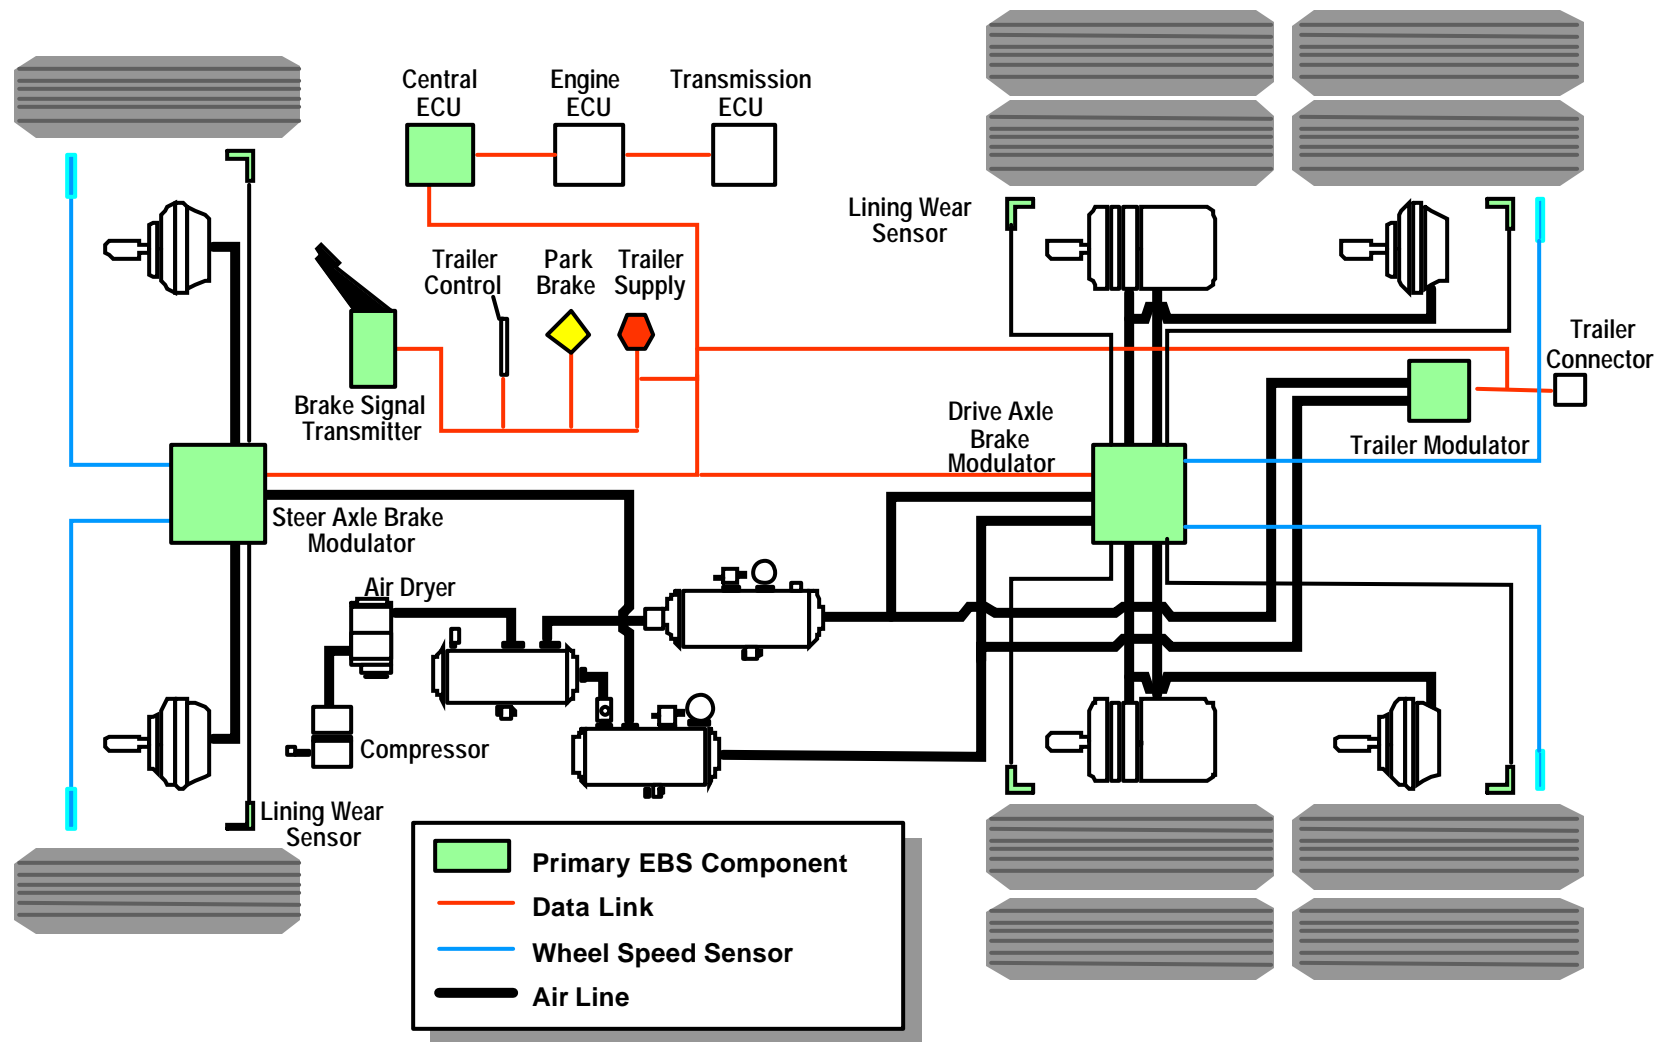 Central
ECU
Engine
ECU
Transmission
ECU
Lining Wear
Sensor
Trailer
Control
Park
Brake
Trailer
Supply
Trailer
Connector
Brake Signal
Transmitter
Drive Axle
Brake
Modulator
Trailer Modulator
Steer Axle Brake
Modulator
Air Dryer
Compressor
Lining Wear
Sensor
Primary EBS Component
Data Link
Wheel Speed Sensor
Air Line